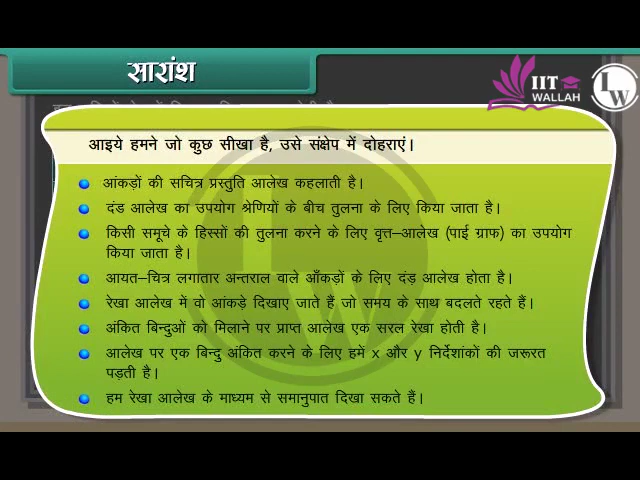 सारांश
IIT
WALLAH
आइये हमने जो कुछ सीखा है, उसे संक्षेप में दोहराएं।
आंकड़ों की सचित्र प्रस्तुति आलेख कहलाती है।
दण्ड आलेख का उपयोग श्रेणियों के बीच तुलना के लिए किया जाता है।
किसी समूचे के हिस्सों की तुलना करने के लिए वृत्त–आलेख (पाई ग्राफ) का उपयोग
किया जाता है।
आयत–चित्र लगातार अन्तराल वाले आँकड़ों के लिए दंड़ आलेख होता है।
रेखा आलेख में वो आंकड़े दिखाए जाते हैं जो समय के साथ बदलते रहते हैं।
अंकित बिन्दुओं को मिलाने पर प्राप्त आलेख एक सरल रेखा होती है।
आलेख पर एक बिन्दु अंकित करने के लिए हमें x और y निर्देशांकों की जरूरत
पड़ती है।
हम रेखा आलेख के माध्यम से समानुपात दिखा सकते हैं।